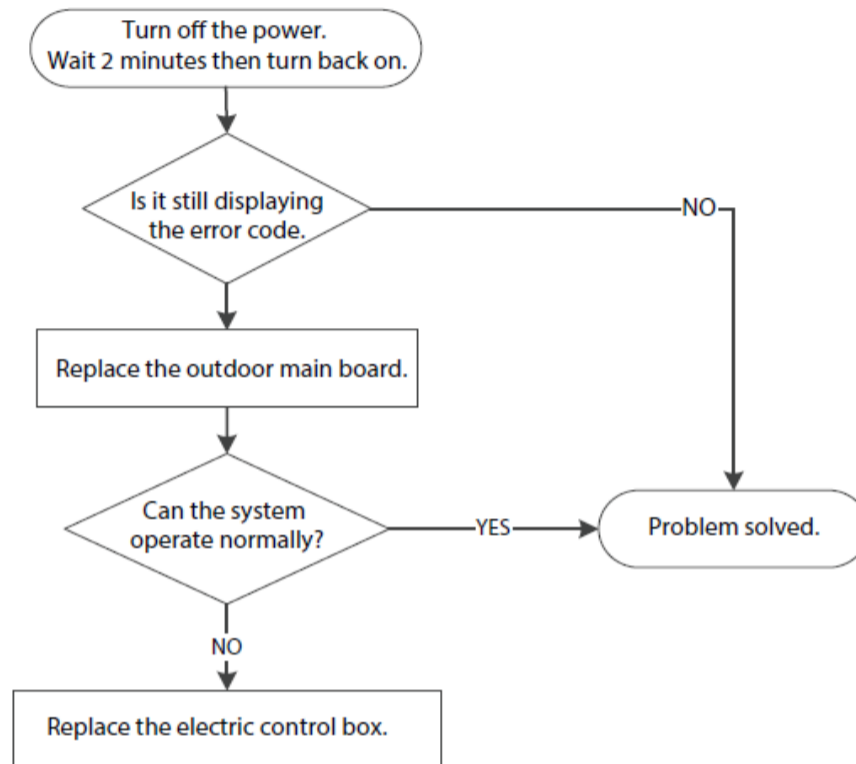 Turn off the power.
Wait 2 minutes then turn back on.
Is it still displaying
the error code.
NO
Replace the outdoor main board.
Can the system
operate normally?
YES
Problem solved.
NO
Replace the electric control box.